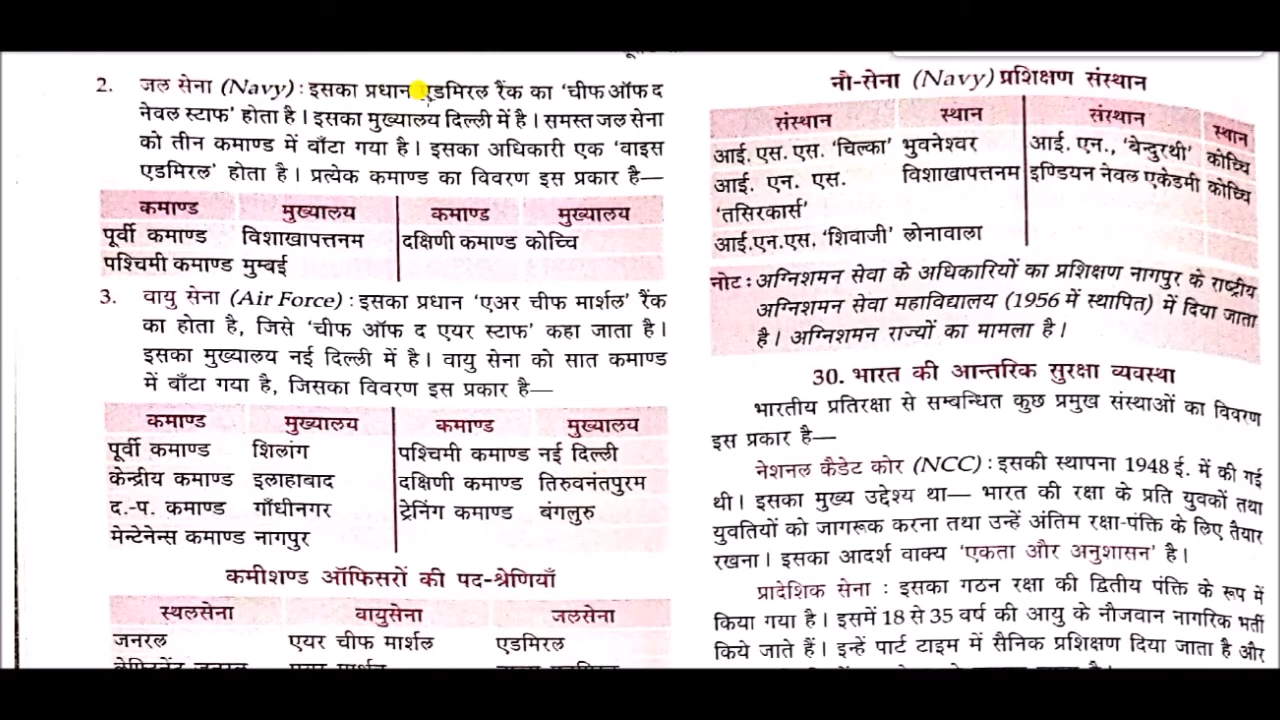 2. जल सेना (Navy) : इसका प्रधान एडमिरल रैंक का ‘चीफ ऑफ द
नेवल स्टाफ’ होता है। इसका मुख्यालय दिल्ली में है। समस्त जल सेना
को तीन कमाण्ड में बाँटा गया है। इसका अधिकारी एक ‘वाइस
एडमिरल’ होता है। प्रत्येक कमाण्ड का विवरण इस प्रकार है—
कमाण्ड मुख्यालय कमाण्ड मुख्यालय
पूर्वी कमाण्ड विशाखापत्तनम दक्षिणी कमाण्ड कोच्चि
पश्चिमी कमाण्ड मुम्बई
3. वायु सेना (Air Force) : इसका प्रधान ‘एअर चीफ मार्शल’ रैंक
का होता है, जिसे ‘चीफ ऑफ द एयर स्टाफ’ कहा जाता है।
इसका मुख्यालय नई दिल्ली में है। वायु सेना को सात कमाण्ड
में बाँटा गया है, जिसका विवरण इस प्रकार है—
कमाण्ड मुख्यालय कमाण्ड मुख्यालय
पूर्वी कमाण्ड शिलांग पश्चिमी कमाण्ड नई दिल्ली
केन्द्रीय कमाण्ड इलाहाबाद दक्षिणी कमाण्ड तिरुवनंतपुरम
द.-प. कमाण्ड गाँधीनगर ट्रेनिंग कमाण्ड बंगलुरु
मेन्टेनेन्स कमाण्ड नागपुर
कमीशण्ड ऑफिसरों की पद-श्रेणियाँ
स्थलसेना वायुसेना जलसेना
जनरल एयर चीफ मार्शल एडमिरल
नौ-सेना (Navy) प्रशिक्षण संस्थान
संस्थान स्थान संस्थान स्थान
आई. एस. एस. ‘चिल्का’ भुवनेश्वर आई. एन., ‘बेन्दुरथी’ कोच्चि
आई. एन. एस. विशाखापत्तनम इण्डियन नेवल एकेडमी कोच्चि
‘तसिरकार्स’
आई.एन.एस. ‘शिवाजी’ लोनावाला
नोट : अग्निशमन सेवा के अधिकारियों का प्रशिक्षण नागपुर के राष्ट्रीय
अग्निशमन सेवा महाविद्यालय (1956 में स्थापित) में दिया जाता
है। अग्निशमन राज्यों का मामला है।
30. भारत की आन्तरिक सुरक्षा व्यवस्था
भारतीय प्रतिरक्षा से सम्बन्धित कुछ प्रमुख संस्थाओं का विवरण
इस प्रकार है—
नेशनल कैडेट कोर (NCC) : इसकी स्थापना 1948 ई. में की गई
थी। इसका मुख्य उद्देश्य था— भारत की रक्षा के प्रति युवकों तथा
युवतियों को जागरूक करना तथा उन्हें अंतिम रक्षा-पंक्ति के लिए तैयार
रखना। इसका आदर्श वाक्य ‘एकता और अनुशासन’ है।
प्रादेशिक सेना : इसका गठन रक्षा की द्वितीय पंक्ति के रूप में
किया गया है। इसमें 18 से 35 वर्ष की आयु के नौजवान नागरिक भर्ती
किये जाते हैं। इन्हें पार्ट टाइम में सैनिक प्रशिक्षण दिया जाता है और